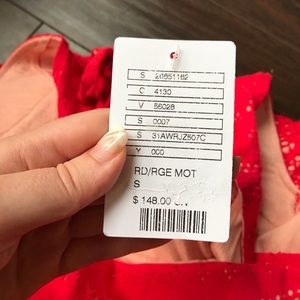 S 20851162
C 4130
V 56028
S 0007
S 31AWRJZ507C
Y 000
RD/RGE MOT
S
$ 148.00